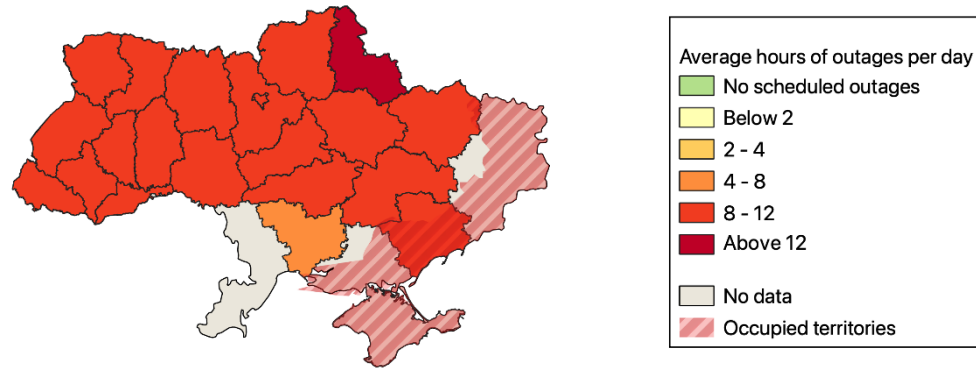 Average hours of outages per day
No scheduled outages
Below 2
2 - 4
4 - 8
8 - 12
Above 12
No data
Occupied territories